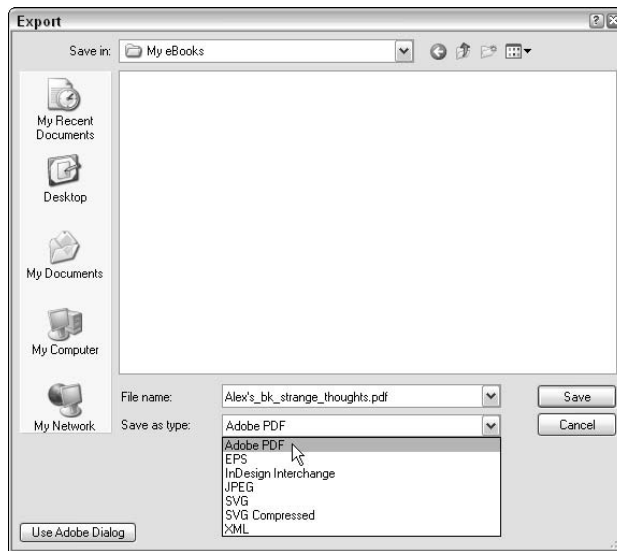 Export
Save in:
My eBooks
My Recent
Documents
Desktop
My Documents
My Computer
My Network
File name:
Alex's_bk_strange_thoughts.pdf
Save
Save as type:
Adobe PDF
Cancel
Adobe PDF
EPS
InDesign Interchange
JPEG
SVG
SVG Compressed
XML
Use Adobe Dialog